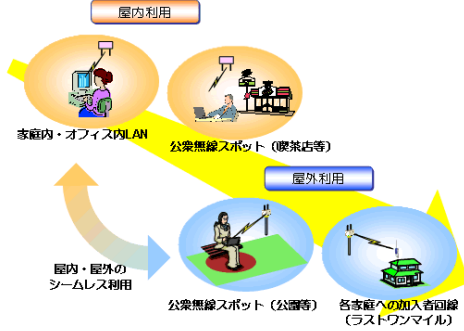 屋内利用
家庭内・オフィス内LAN
公衆無線スポット（喫茶店等）
屋外利用
屋内・屋外の
シームレス利用
公衆無線スポット（公園等）
各家庭への加入者回線
（ラストワンマイル）